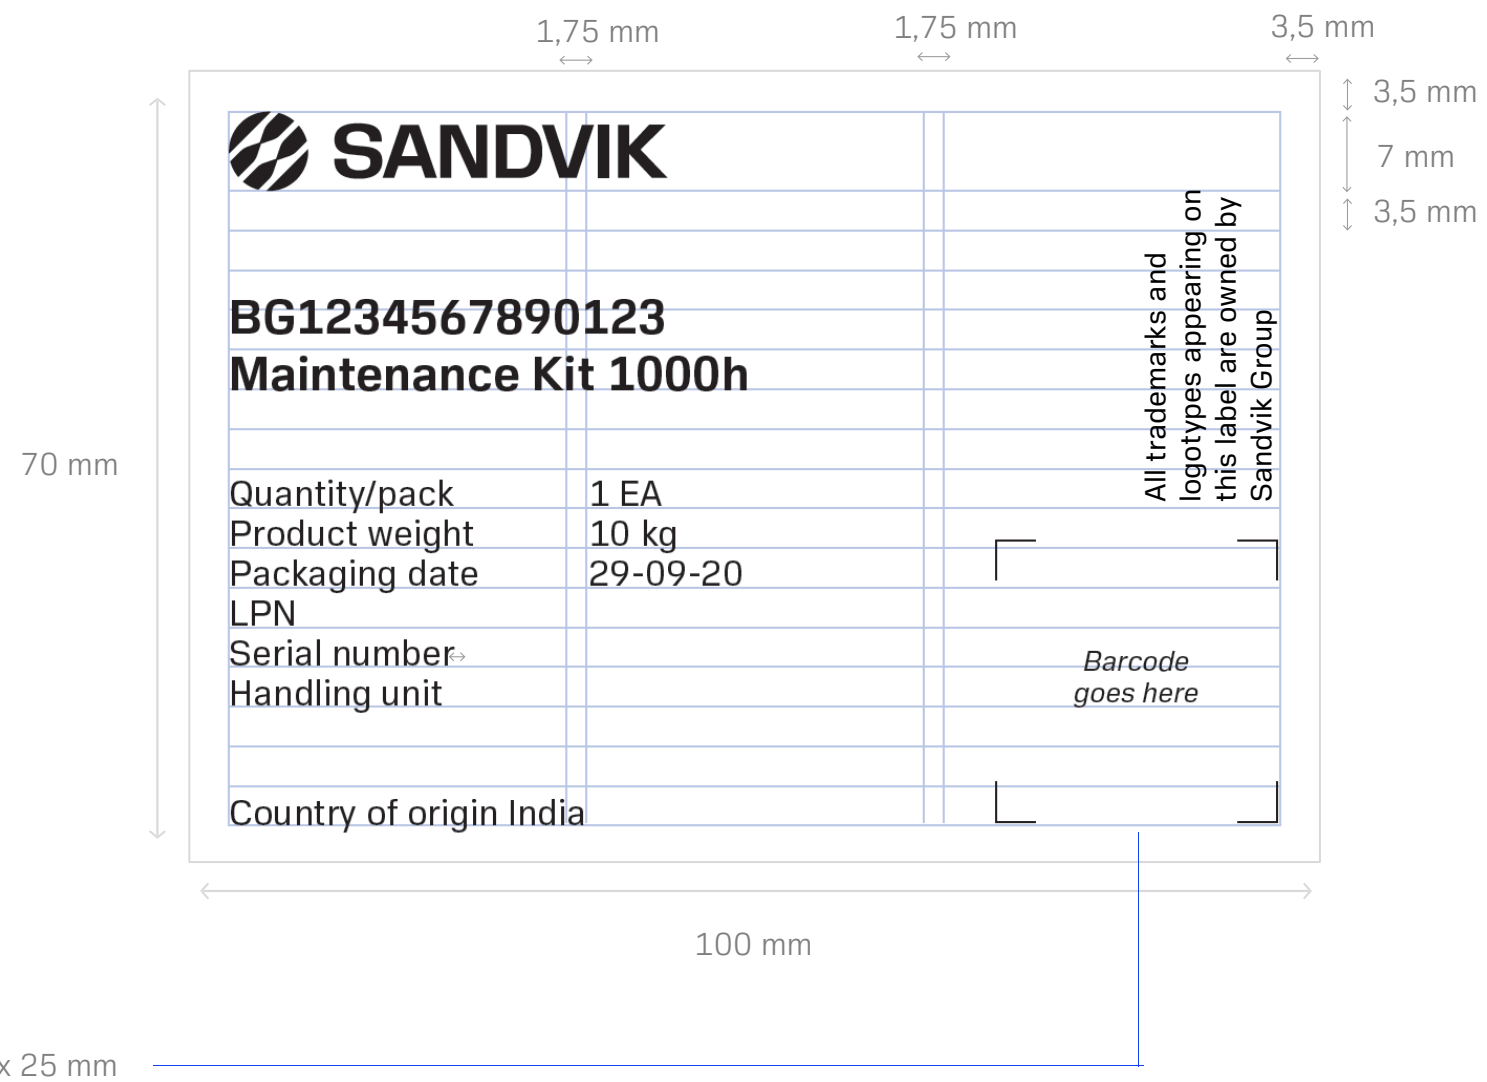 1,75 mm
1,75 mm
3,5 mm
3,5 mm
7 mm
3,5 mm
SANDVIK
All trademarks and
logotypes appearing on
this label are owned by
Sandvik Group
BG1234567890123
Maintenance Kit 1000h
70 mm
Quantity/pack 1 EA
Product weight 10 kg
Packaging date 29-09-20
LPN
Serial number
Handling unit
Barcode
goes here
Country of origin India
100 mm
x 25 mm